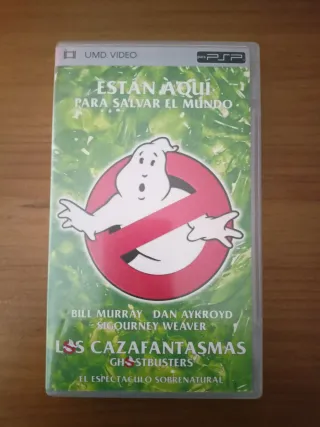 UMD VIDEO
PSP
ESTÁN AQUÍ
PARA SALVAR EL MUNDO
BILL MURRAY DAN AYKROYD
SIGOURNEY WEAVER
LOS CAZAFANTASMAS
GHOSTBUSTERS
EL ESPECTACULO SOBRENATURAL